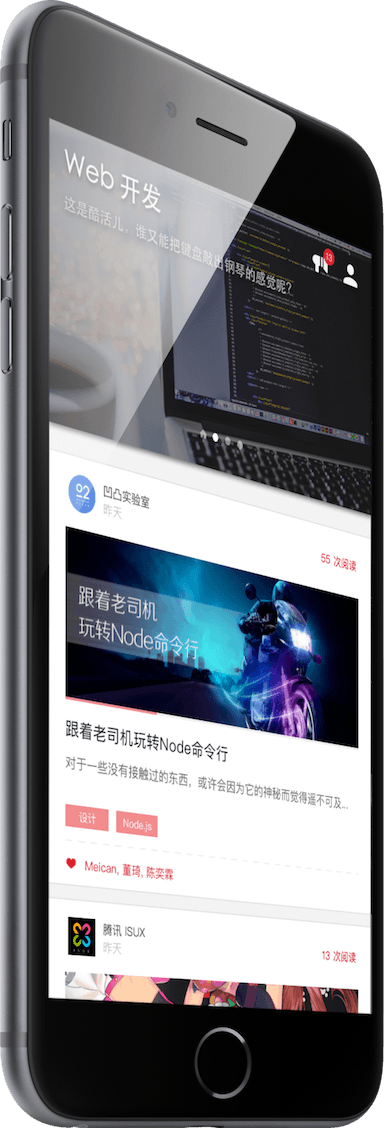 Web 开发
这是酷活儿，谁又能把键盘敲出钢琴的感觉呢？
13
凹凸实验室
昨天
55 次阅读
跟着老司机
玩转Node命令行
跟着老司机玩转Node命令行
对于一些没有接触过的东西，或许会因为它的神秘而觉得遥不可及...
设计
Node.js
Meican, 董琦, 陈奕霖
腾讯 ISUX
昨天
13 次阅读